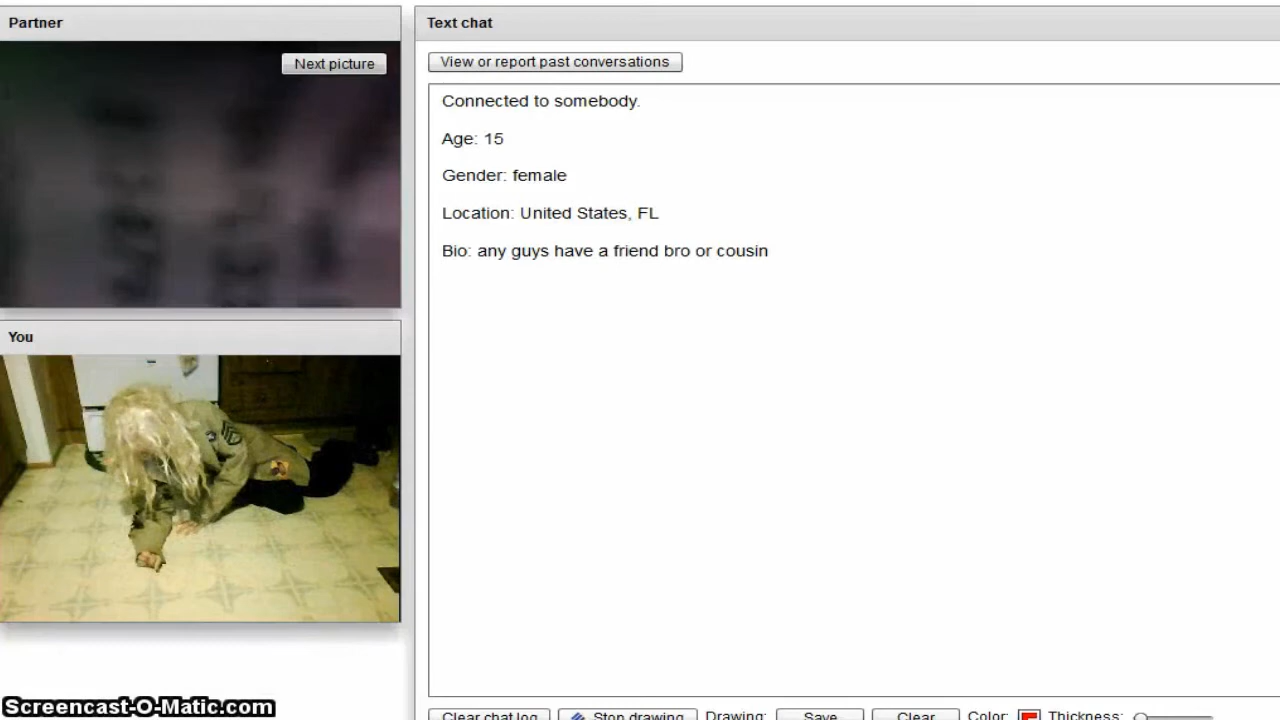 Partner
Next picture
You
Text chat
View or report past conversations
Connected to somebody.
Age: 15
Gender: female
Location: United States, FL
Bio: any guys have a friend bro or cousin
Clear chat log
Stop drawing
Drawing:
Save
Clear
Color:
Thickness:
Screencast-O-Matic.com